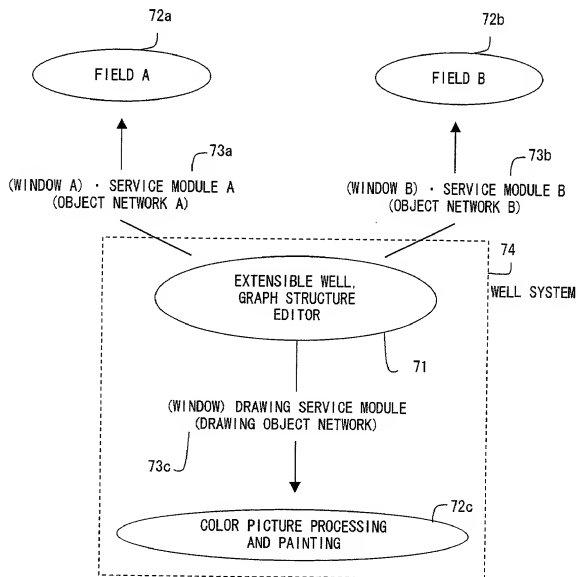 72a
72b
FIELD A
FIELD B
73a
73b
(WINDOW A) · SERVICE MODULE A
(OBJECT NETWORK A)
(WINDOW B) · SERVICE MODULE B
(OBJECT NETWORK B)
74
WELL SYSTEM
EXTENSIBLE WELL,
GRAPH STRUCTURE
EDITOR
71
(WINDOW) DRAWING SERVICE MODULE
(DRAWING OBJECT NETWORK)
73c
72c
COLOR PICTURE PROCESSING
AND PAINTING